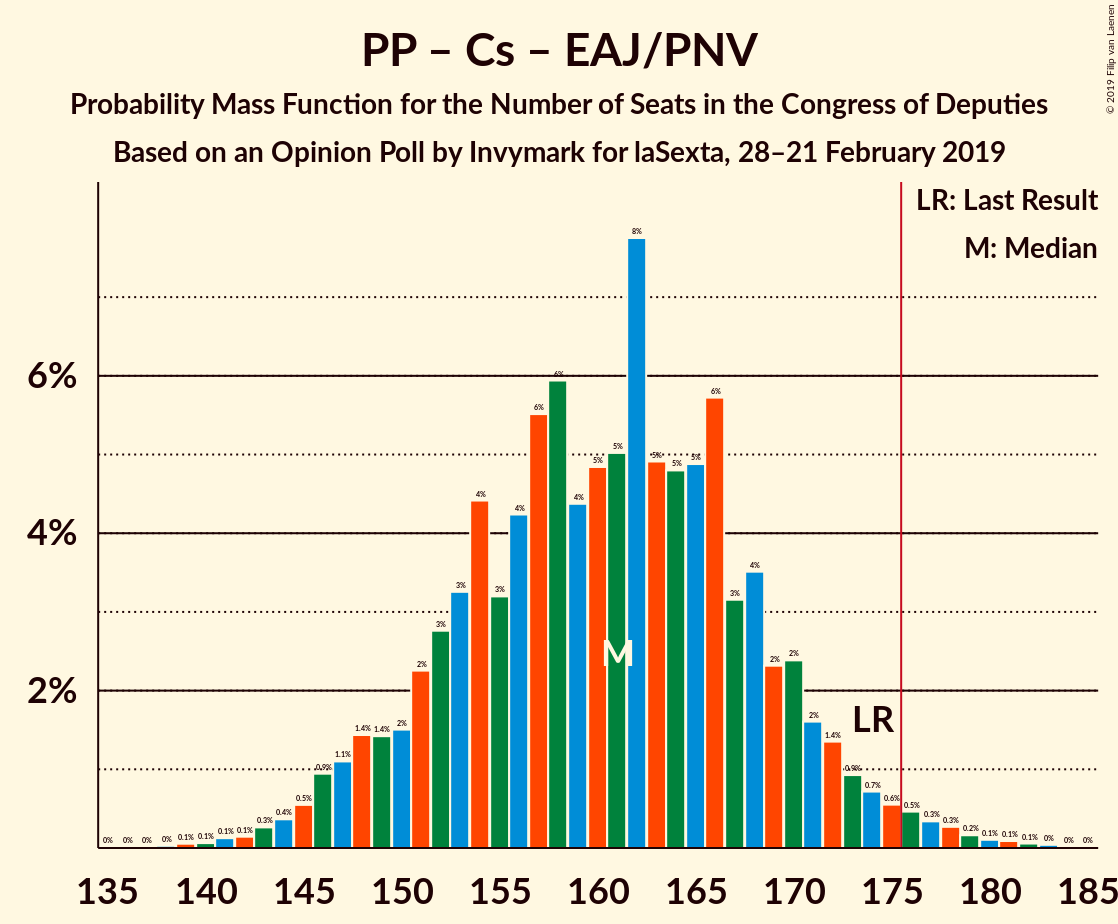 PP – Cs – EAJ/PNV
Probability Mass Function for the Number of Seats in the Congress of Deputies
Based on an Opinion Poll by Invymark for laSexta, 28–21 February 2019
© 2019 Filip van Laenen
LR: Last Result
M: Median
6%
4%
2%
0% 0% 0% 0% 0.1% 0.1% 0.1% 0.1% 0.3% 0.4% 0.5% 0.9% 1.1% 1.4% 1.4% 2% 2% 3% 3% 4% 3% 4% 6% 6% 4% 5% 5% 8% 5% 5% 5% 6% 3% 4% 2% 2% 2% 1.4% 0.9% 0.7% 0.6% 0.5% 0.3% 0.3% 0.2% 0.1% 0.1% 0.1% 0% 0% 0%
M
LR
135 140 145 150 155 160 165 170 175 180 185